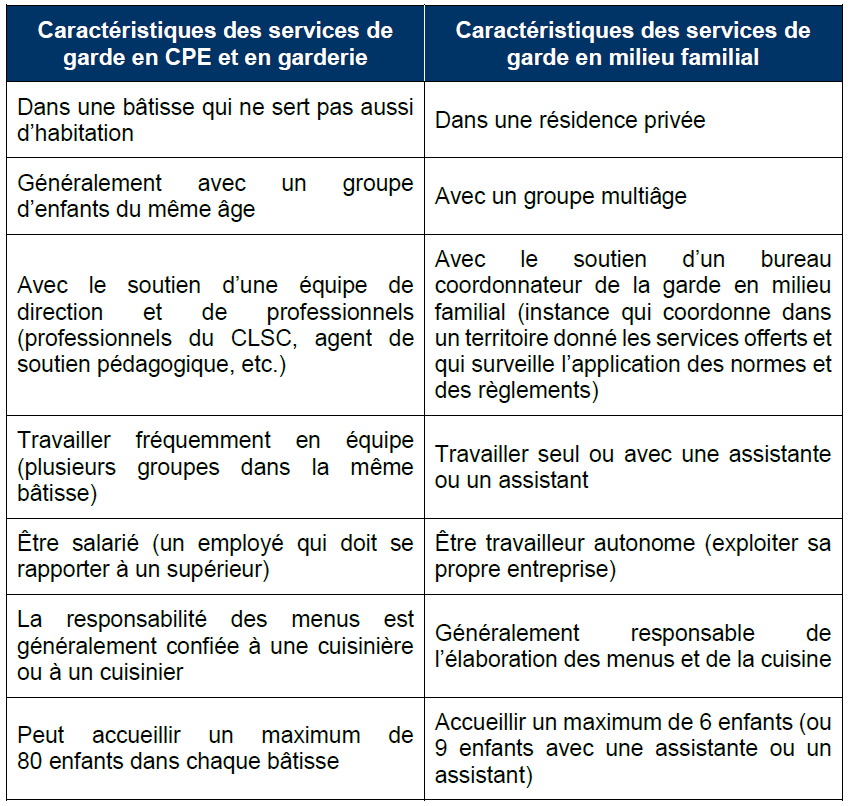 Caractéristiques des services de
garde en CPE et en garderie
Caractéristiques des services de
garde en milieu familial
Dans une bâtisse qui ne sert pas aussi
d’habitation
Dans une résidence privée
Généralement avec un groupe
d’enfants du même âge
Avec un groupe multiâge
Avec le soutien d’une équipe de
direction et de professionnels
(professionnels du CLSC, agent de
soutien pédagogique, etc.)
Avec le soutien d’un bureau
coordonnateur de la garde en milieu
familial (instance qui coordonne dans
un territoire donné les services offerts et
qui surveille l’application des normes et
des règlements)
Travailler fréquemment en équipe
(plusieurs groupes dans la même
bâtisse)
Travailler seul ou avec une assistante
ou un assistant
Être salarié (un employé qui doit se
rapporter à un supérieur)
Être travailleur autonome (exploiter sa
propre entreprise)
La responsabilité des menus est
généralement confiée à une cuisinière
ou à un cuisinier
Généralement responsable de
l’élaboration des menus et de la cuisine
Peut accueillir un maximum de
80 enfants dans chaque bâtisse
Accueillir un maximum de 6 enfants (ou
9 enfants avec une assistante ou un
assistant)